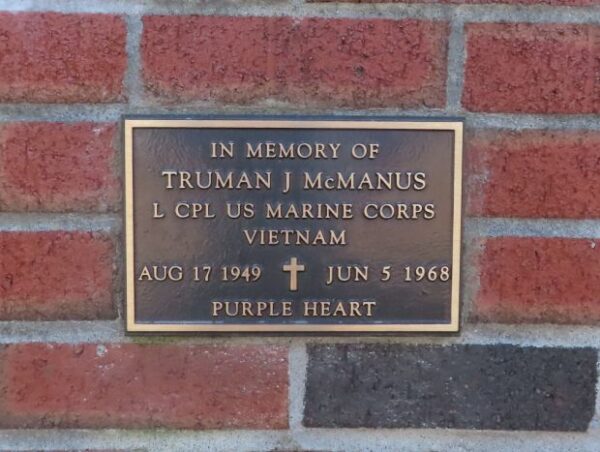 IN MEMORY OF
TRUMAN J McMANUS
L CPL US MARINE CORPS
VIETNAM
AUG 17 1949 JUN 5 1968
PURPLE HEART